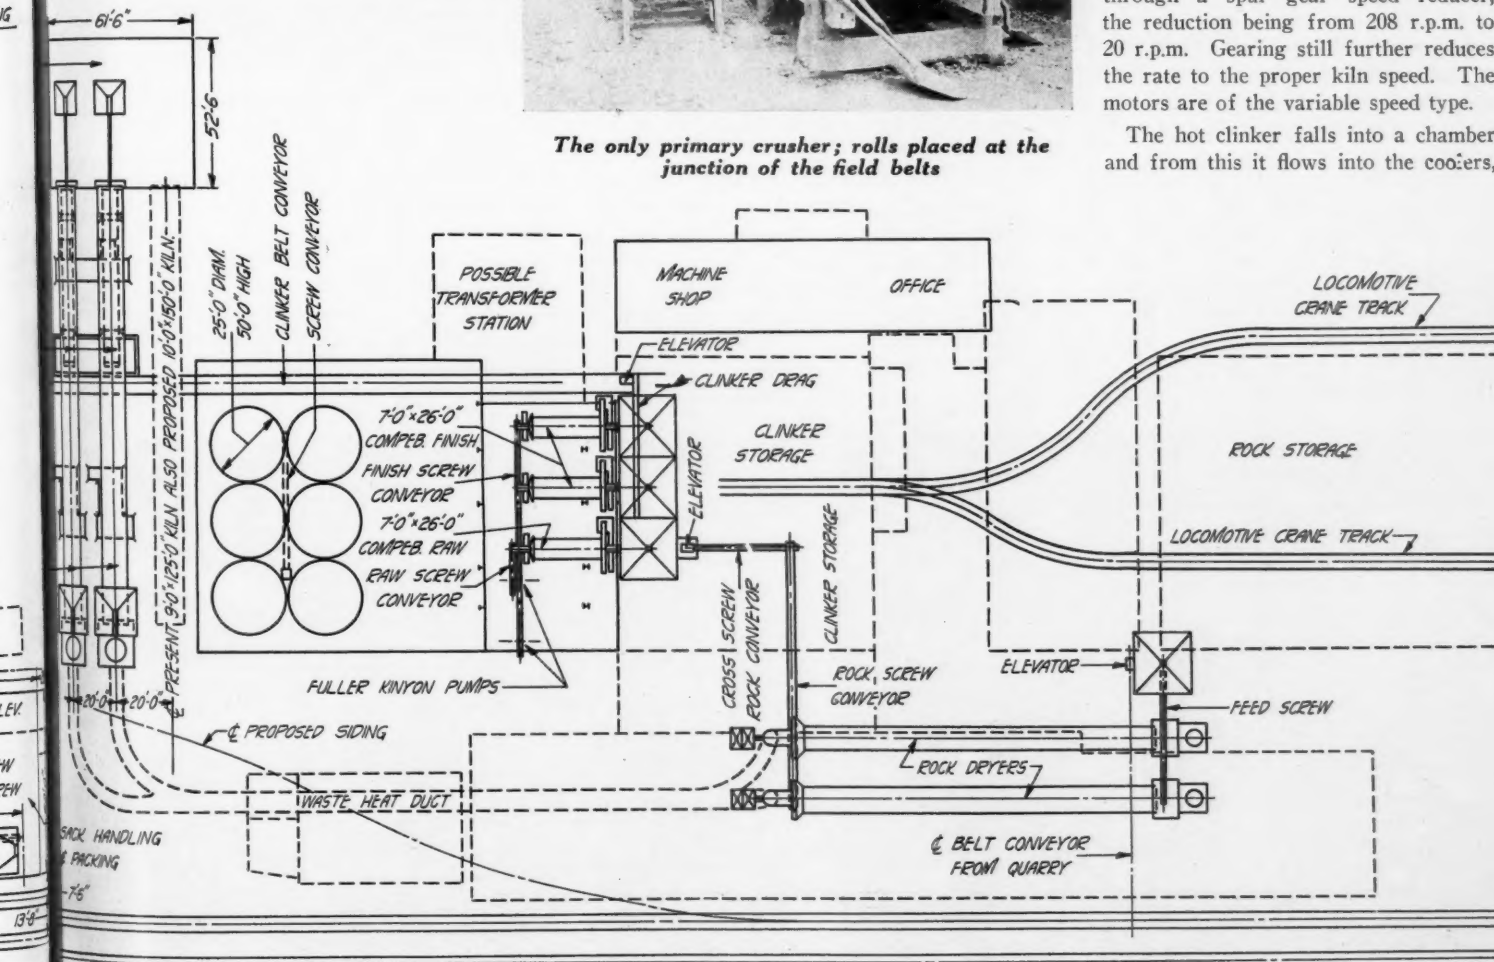 61'-6"
52'-6
through a spur gear speed reducer,
the reduction being from 208 r.p.m. to
20 r.p.m. Gearing still further reduces
the rate to the proper kiln speed. The
motors are of the variable speed type.
The hot clinker falls into a chamber
and from this it flows into the coolers,
The only primary crusher; rolls placed at the
junction of the field belts
PRESENT 9'-0"×125'-0" KILN ALSO PROPOSED 10'-0"×150'-0" KILN.
25'-0" DIAM.
50'-0" HIGH
CLINKER BELT CONVEYOR
SCREW CONVEYOR
POSSIBLE
TRANSFORMER
STATION
MACHINE
SHOP
OFFICE
LOCOMOTIVE
CRANE TRACK
ELEVATOR
CLINKER DRAG
7'-0"×26'-0"
COMPEB. FINISH
FINISH SCREW
CONVEYOR
7'-0"×26'-0"
COMPEB. RAW
RAW SCREW
CONVEYOR
CLINKER
STORAGE
ELEVATOR
ROCK STORAGE
LOCOMOTIVE CRANE TRACK
CLINKER STORAGE
CROSS SCREW
ROCK CONVEYOR
ROCK SCREW
CONVEYOR
ELEVATOR
FEED SCREW
FULLER KINYON PUMPS
20'-0"
20'-0"
℄
℄ PROPOSED SIDING
ROCK DRYERS
WASTE HEAT DUCT
℄ BELT CONVEYOR
FROM QUARRY
SACK HANDLING
& PACKING
7'-6"
13'-8"